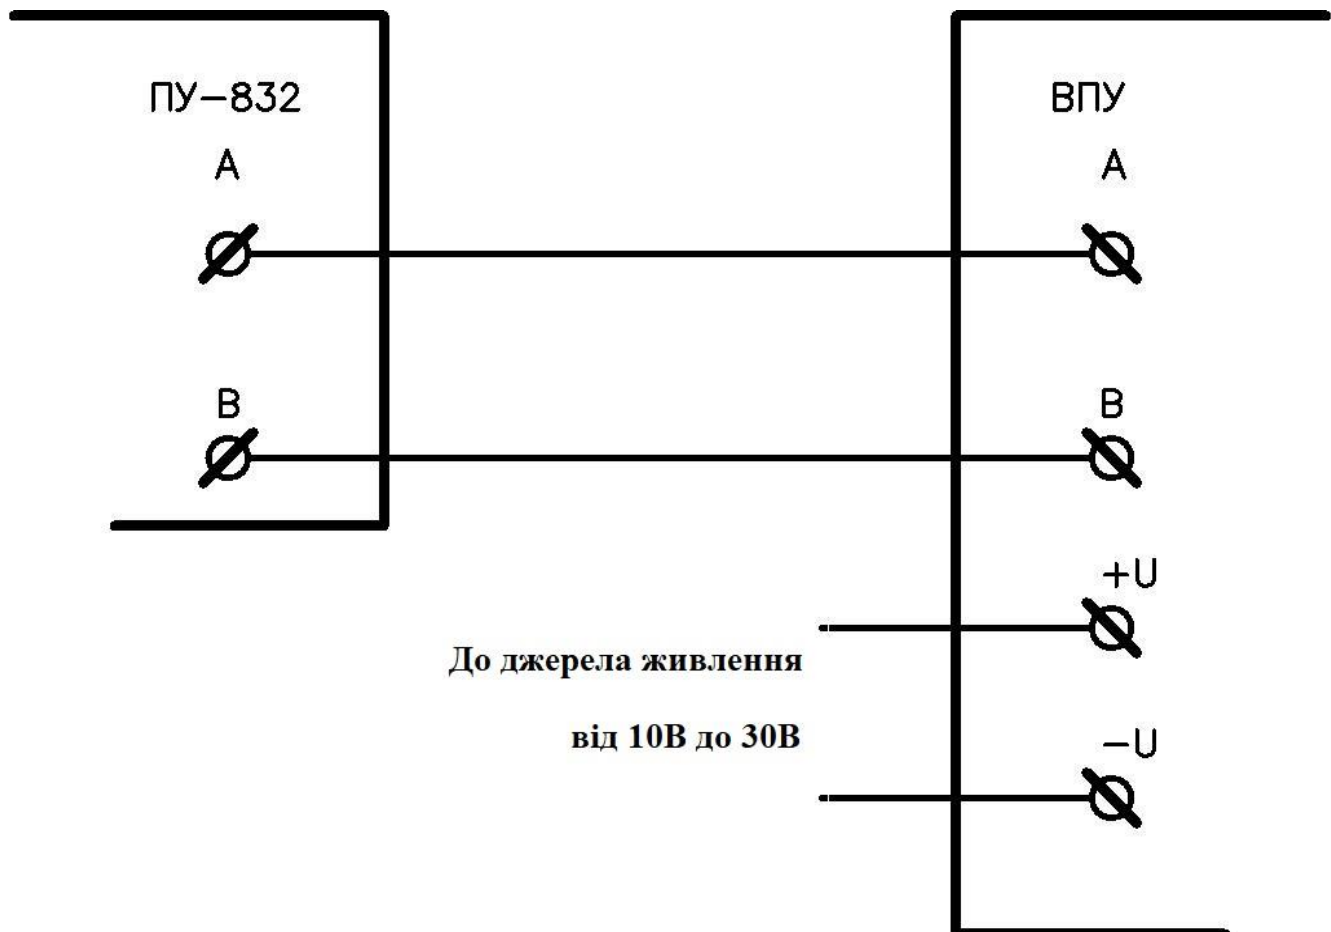 ПУ-832
ВПУ
А
А
В
В
+U
До джерела живлення
від 10В до 30В
-U